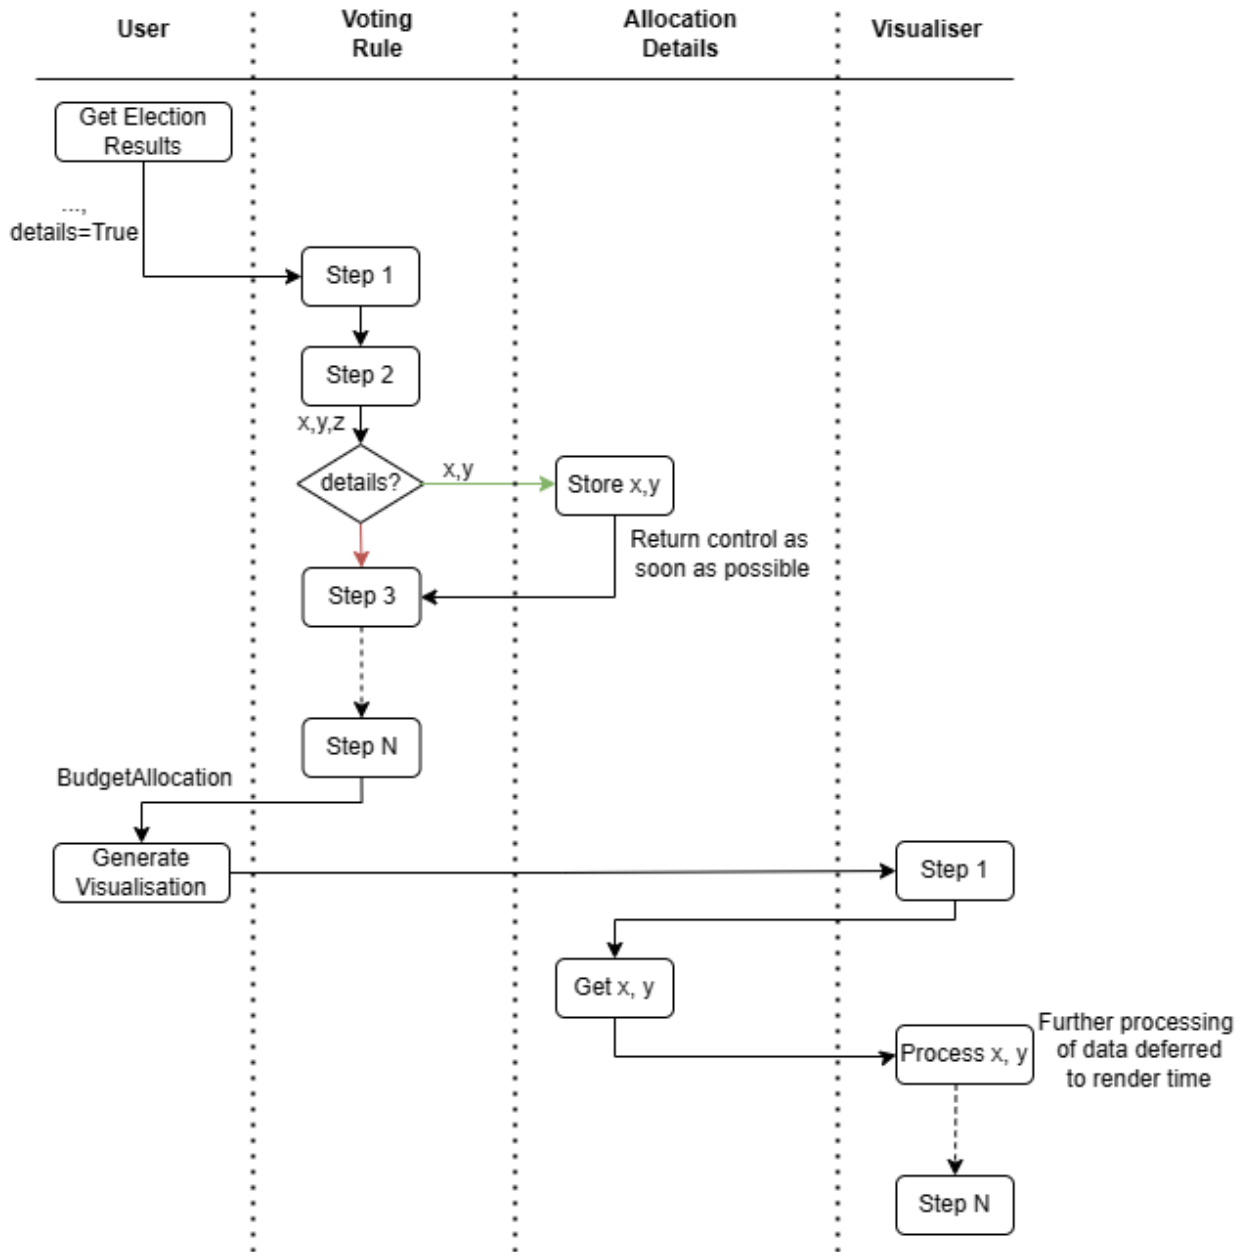 User
Voting
Rule
Allocation
Details
Visualiser
Get Election
Results
...,
details=True
Step 1
Step 2
x,y,z
details?
x,y
Store x,y
Return control as
soon as possible
Step 3
Step N
BudgetAllocation
Generate
Visualisation
Step 1
Get x, y
Process x, y
Further processing
of data deferred
to render time
Step N